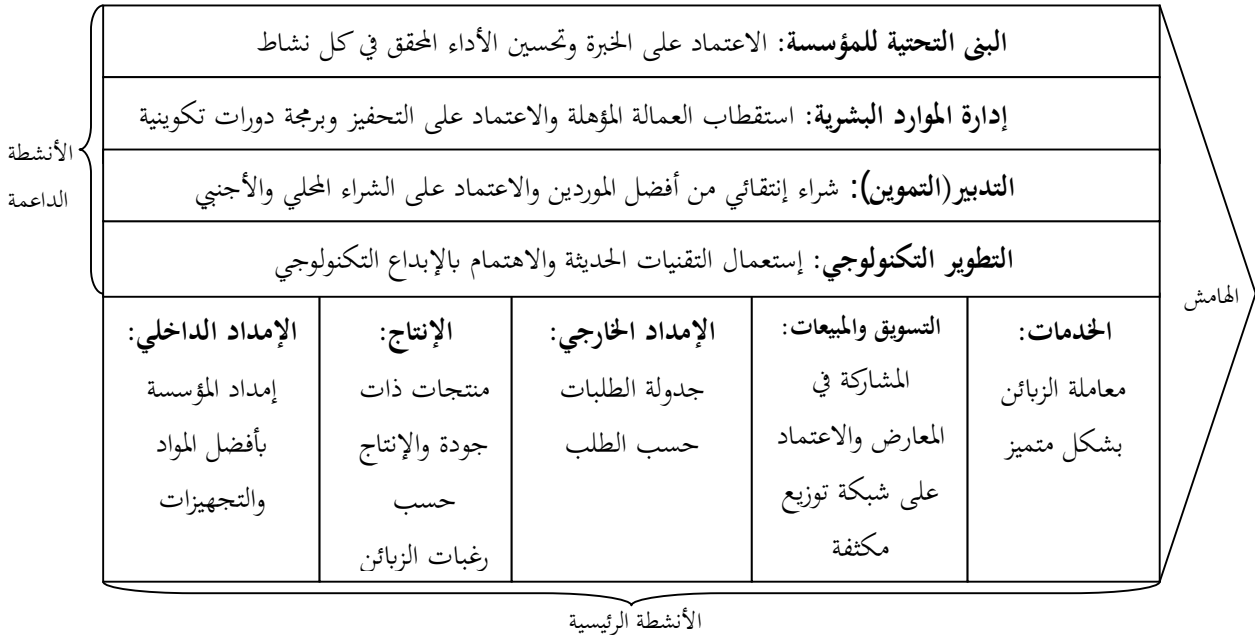 البنى التحتية للمؤسسة: الاعتماد على الخبرة وتحسين الأداء المحقق في كل نشاط
إدارة الموارد البشرية: استقطاب العمالة المؤهلة والاعتماد على التحفيز وبرمجة دورات تكوينية
التدبير(التموين): شراء إنتقائي من أفضل الموردين والاعتماد على الشراء المحلي والأجنبي
التطوير التكنولوجي: إستعمال التقنيات الحديثة والاهتمام بالإبداع التكنولوجي
الأنشطة
الداعمة
الهامش
الخدمات:
معاملة الزبائن
بشكل متميز
التسويق والمبيعات:
المشاركة في
المعارض والاعتماد
على شبكة توزيع
مكثفة
الإمداد الخارجي:
جدولة الطلبات
حسب الطلب
الإنتاج:
منتجات ذات
جودة والإنتاج
حسب
رغبات الزبائن
الإمداد الداخلي:
إمداد المؤسسة
بأفضل المواد
والتجهيزات
الأنشطة الرئيسية